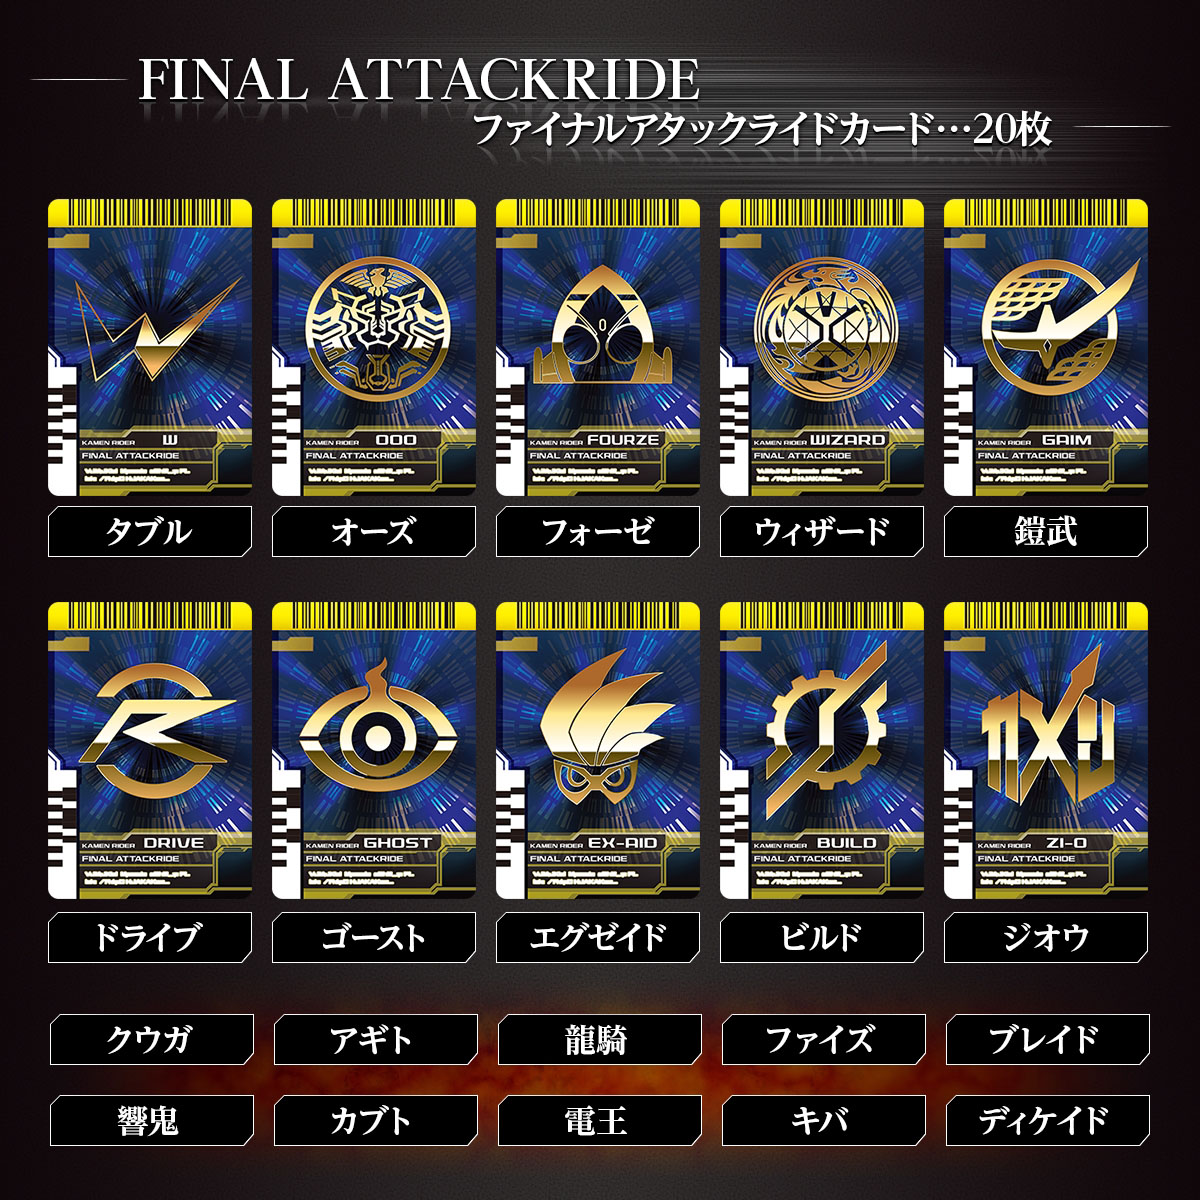 FINAL ATTACKRIDE
ファイナルアタックライドカード…20枚
KAMEN RIDER W
FINAL ATTACKRIDE
KAMEN RIDER OOO
FINAL ATTACKRIDE
KAMEN RIDER FOURZE
FINAL ATTACKRIDE
KAMEN RIDER WIZARD
FINAL ATTACKRIDE
KAMEN RIDER GAIM
FINAL ATTACKRIDE
タブル
オーズ
フォーゼ
ウィザード
鎧武
KAMEN RIDER DRIVE
FINAL ATTACKRIDE
KAMEN RIDER GHOST
FINAL ATTACKRIDE
KAMEN RIDER EX-AID
FINAL ATTACKRIDE
KAMEN RIDER BUILD
FINAL ATTACKRIDE
KAMEN RIDER ZI-O
FINAL ATTACKRIDE
ドライブ
ゴースト
エグゼイド
ビルド
ジオウ
クウガ
アギト
龍騎
ファイズ
ブレイド
響鬼
カブト
電王
キバ
ディケイド